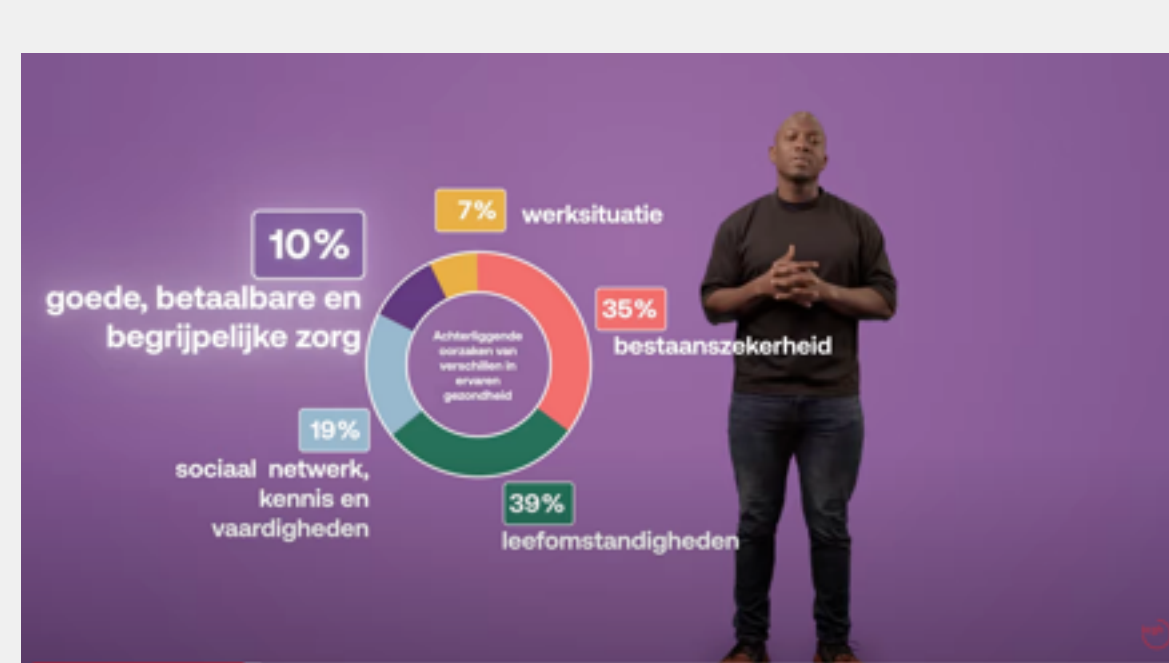 7%
werksituatie
10%
goede, betaalbare en
begrijpelijke zorg
35%
bestaanszekerheid
Achterliggende
oorzaken van
verschillen in
ervaren
gezondheid
19%
sociaal netwerk,
kennis en
vaardigheden
39%
leefomstandigheden